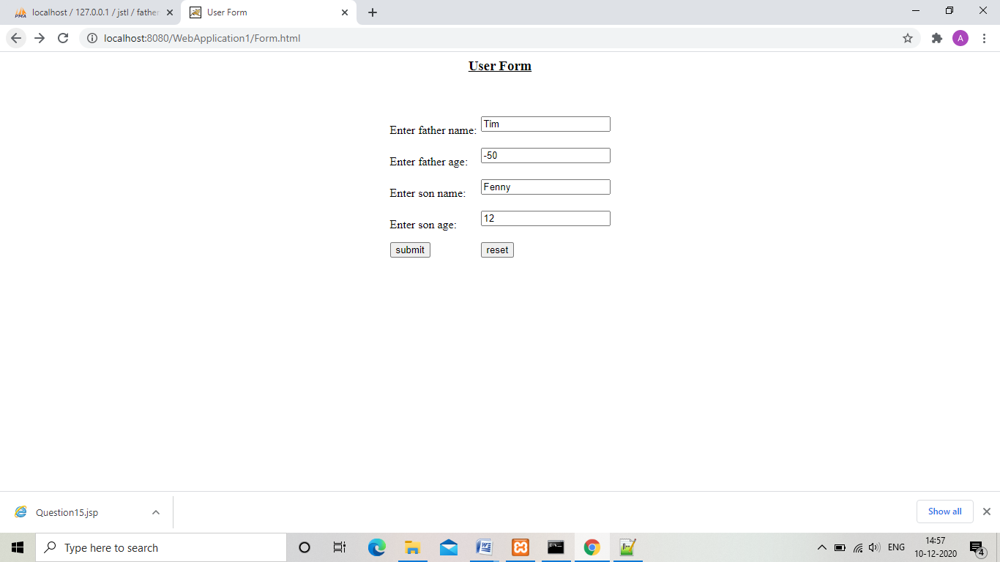 localhost / 127.0.0.1 / jstl / father
User Form
localhost:8080/WebApplication1/Form.html
A
User Form
Enter father name: Tim
Enter father age: -50
Enter son name: Fenny
Enter son age: 12
submit reset
Question15.jsp
Show all
Type here to search
ENG
14:57
10-12-2020
4